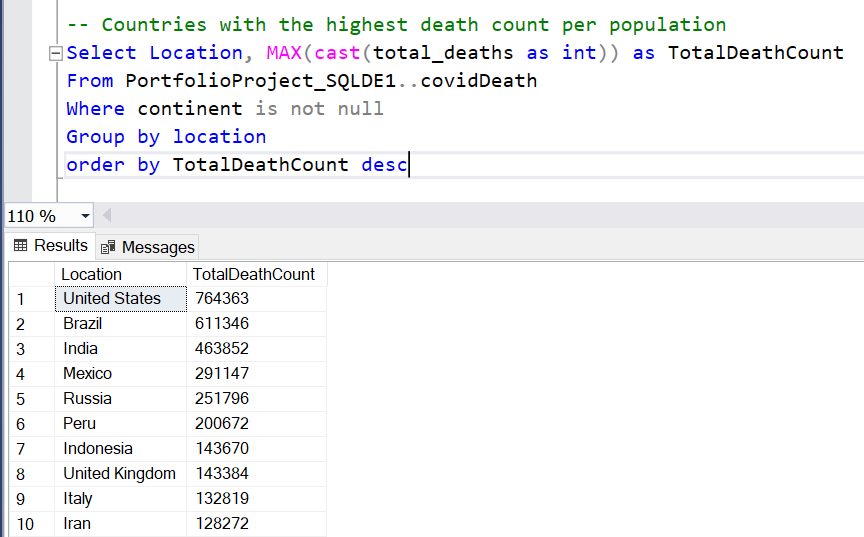 -- Countries with the highest death count per population
Select Location, MAX(cast(total_deaths as int)) as TotalDeathCount
From PortfolioProject_SQLDE1..covidDeath
Where continent is not null
Group by location
order by TotalDeathCount desc
110 %
Results Messages
Location TotalDeathCount
1 United States 764363
2 Brazil 611346
3 India 463852
4 Mexico 291147
5 Russia 251796
6 Peru 200672
7 Indonesia 143670
8 United Kingdom 143384
9 Italy 132819
10 Iran 128272